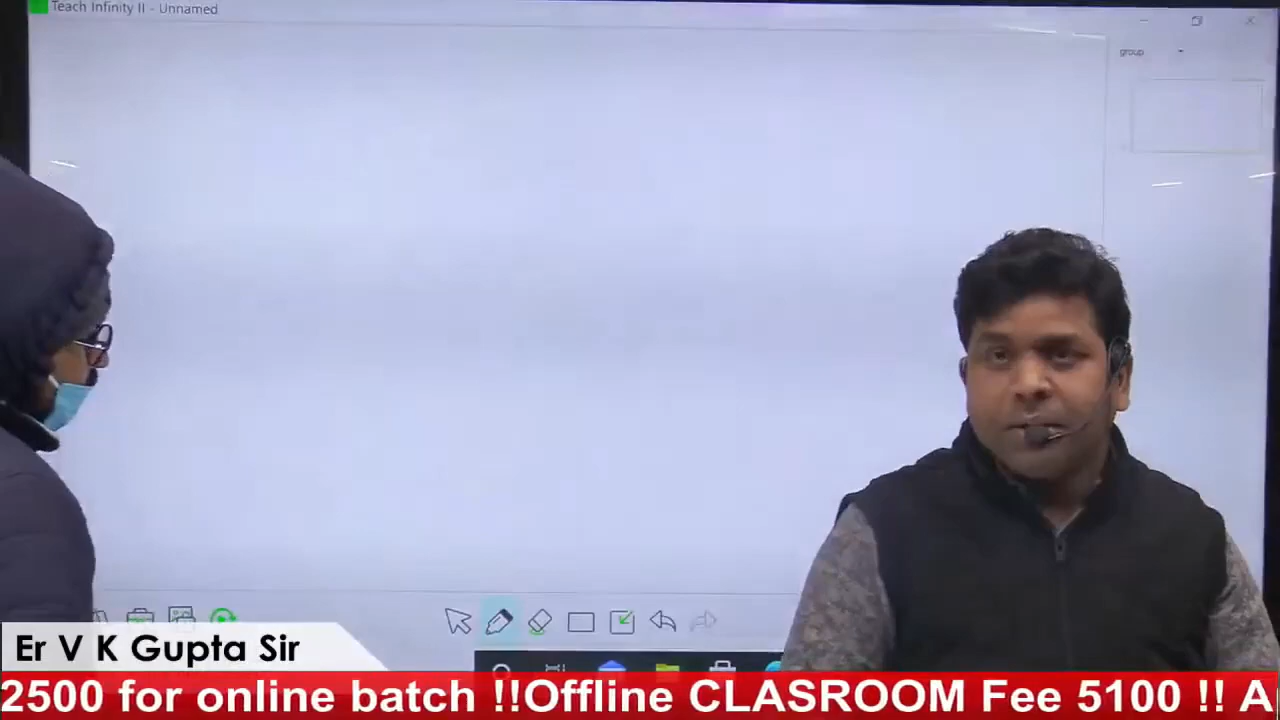 Teach Infinity II - Unnamed
group
Er V K Gupta Sir
2500 for online batch !!Offline CLASROOM Fee 5100 !! A